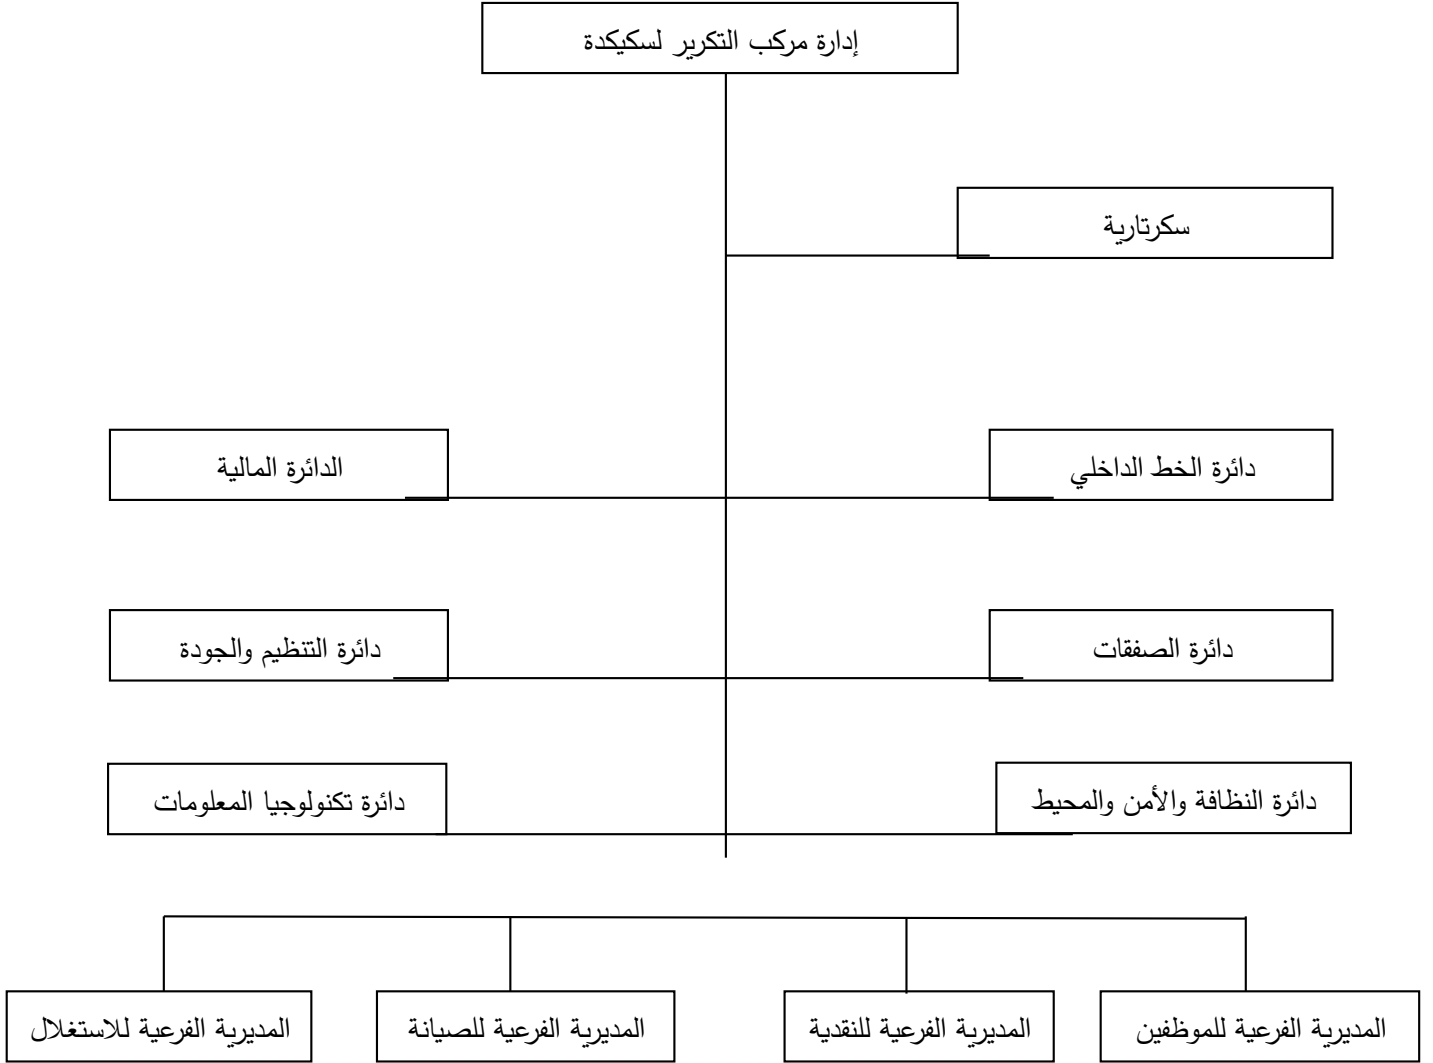 إدارة مركب التكرير لسكيكدة
سكرتارية
دائرة الخط الداخلي
الدائرة المالية
دائرة الصفقات
دائرة التنظيم والجودة
دائرة النظافة والأمن والمحيط
دائرة تكنولوجيا المعلومات
المديرية الفرعية للموظفين
المديرية الفرعية للنقدية
المديرية الفرعية للصيانة
المديرية الفرعية للاستغلال